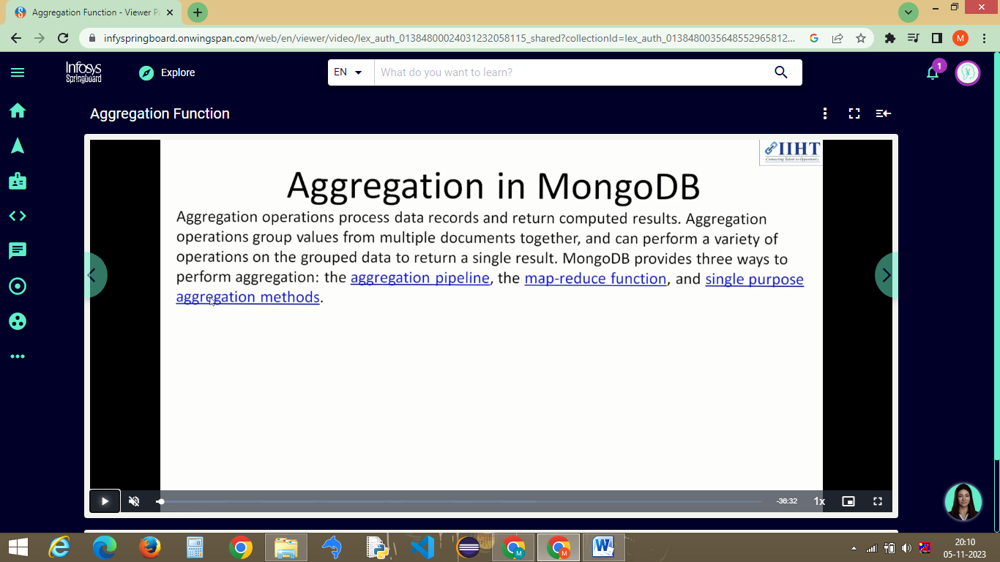 Aggregation Function - Viewer Pa
infyspringboard.onwingspan.com/web/en/viewer/video/lex_auth_01384800024031232058115_shared?collectionId=lex_auth_0138480035648552965812...
M
Infosys
Springboard
Explore
EN
What do you want to learn?
1
Aggregation Function
IIHT
Connecting Talent to Opportunity
Aggregation in MongoDB
Aggregation operations process data records and return computed results. Aggregation
operations group values from multiple documents together, and can perform a variety of
operations on the grouped data to return a single result. MongoDB provides three ways to
perform aggregation: the aggregation pipeline, the map-reduce function, and single purpose
aggregation methods.
-36:32
1x
M
M
20:10
05-11-2023